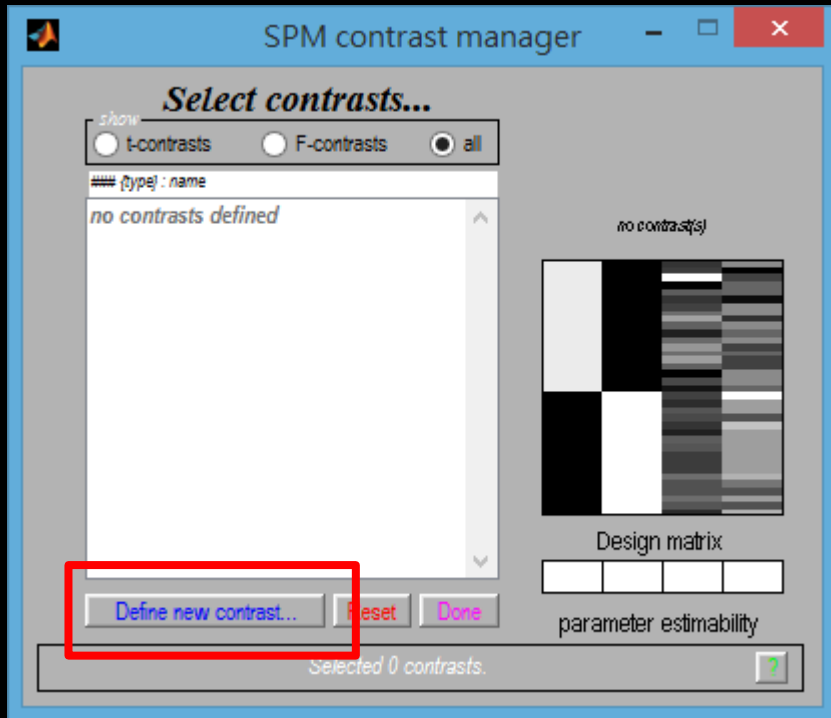 SPM contrast manager
Select contrasts...
show
t-contrasts F-contrasts all
### {type} : name
no contrasts defined
no contrast(s)
Design matrix
Define new contrast... Reset Done
parameter estimability
Selected 0 contrasts.
?